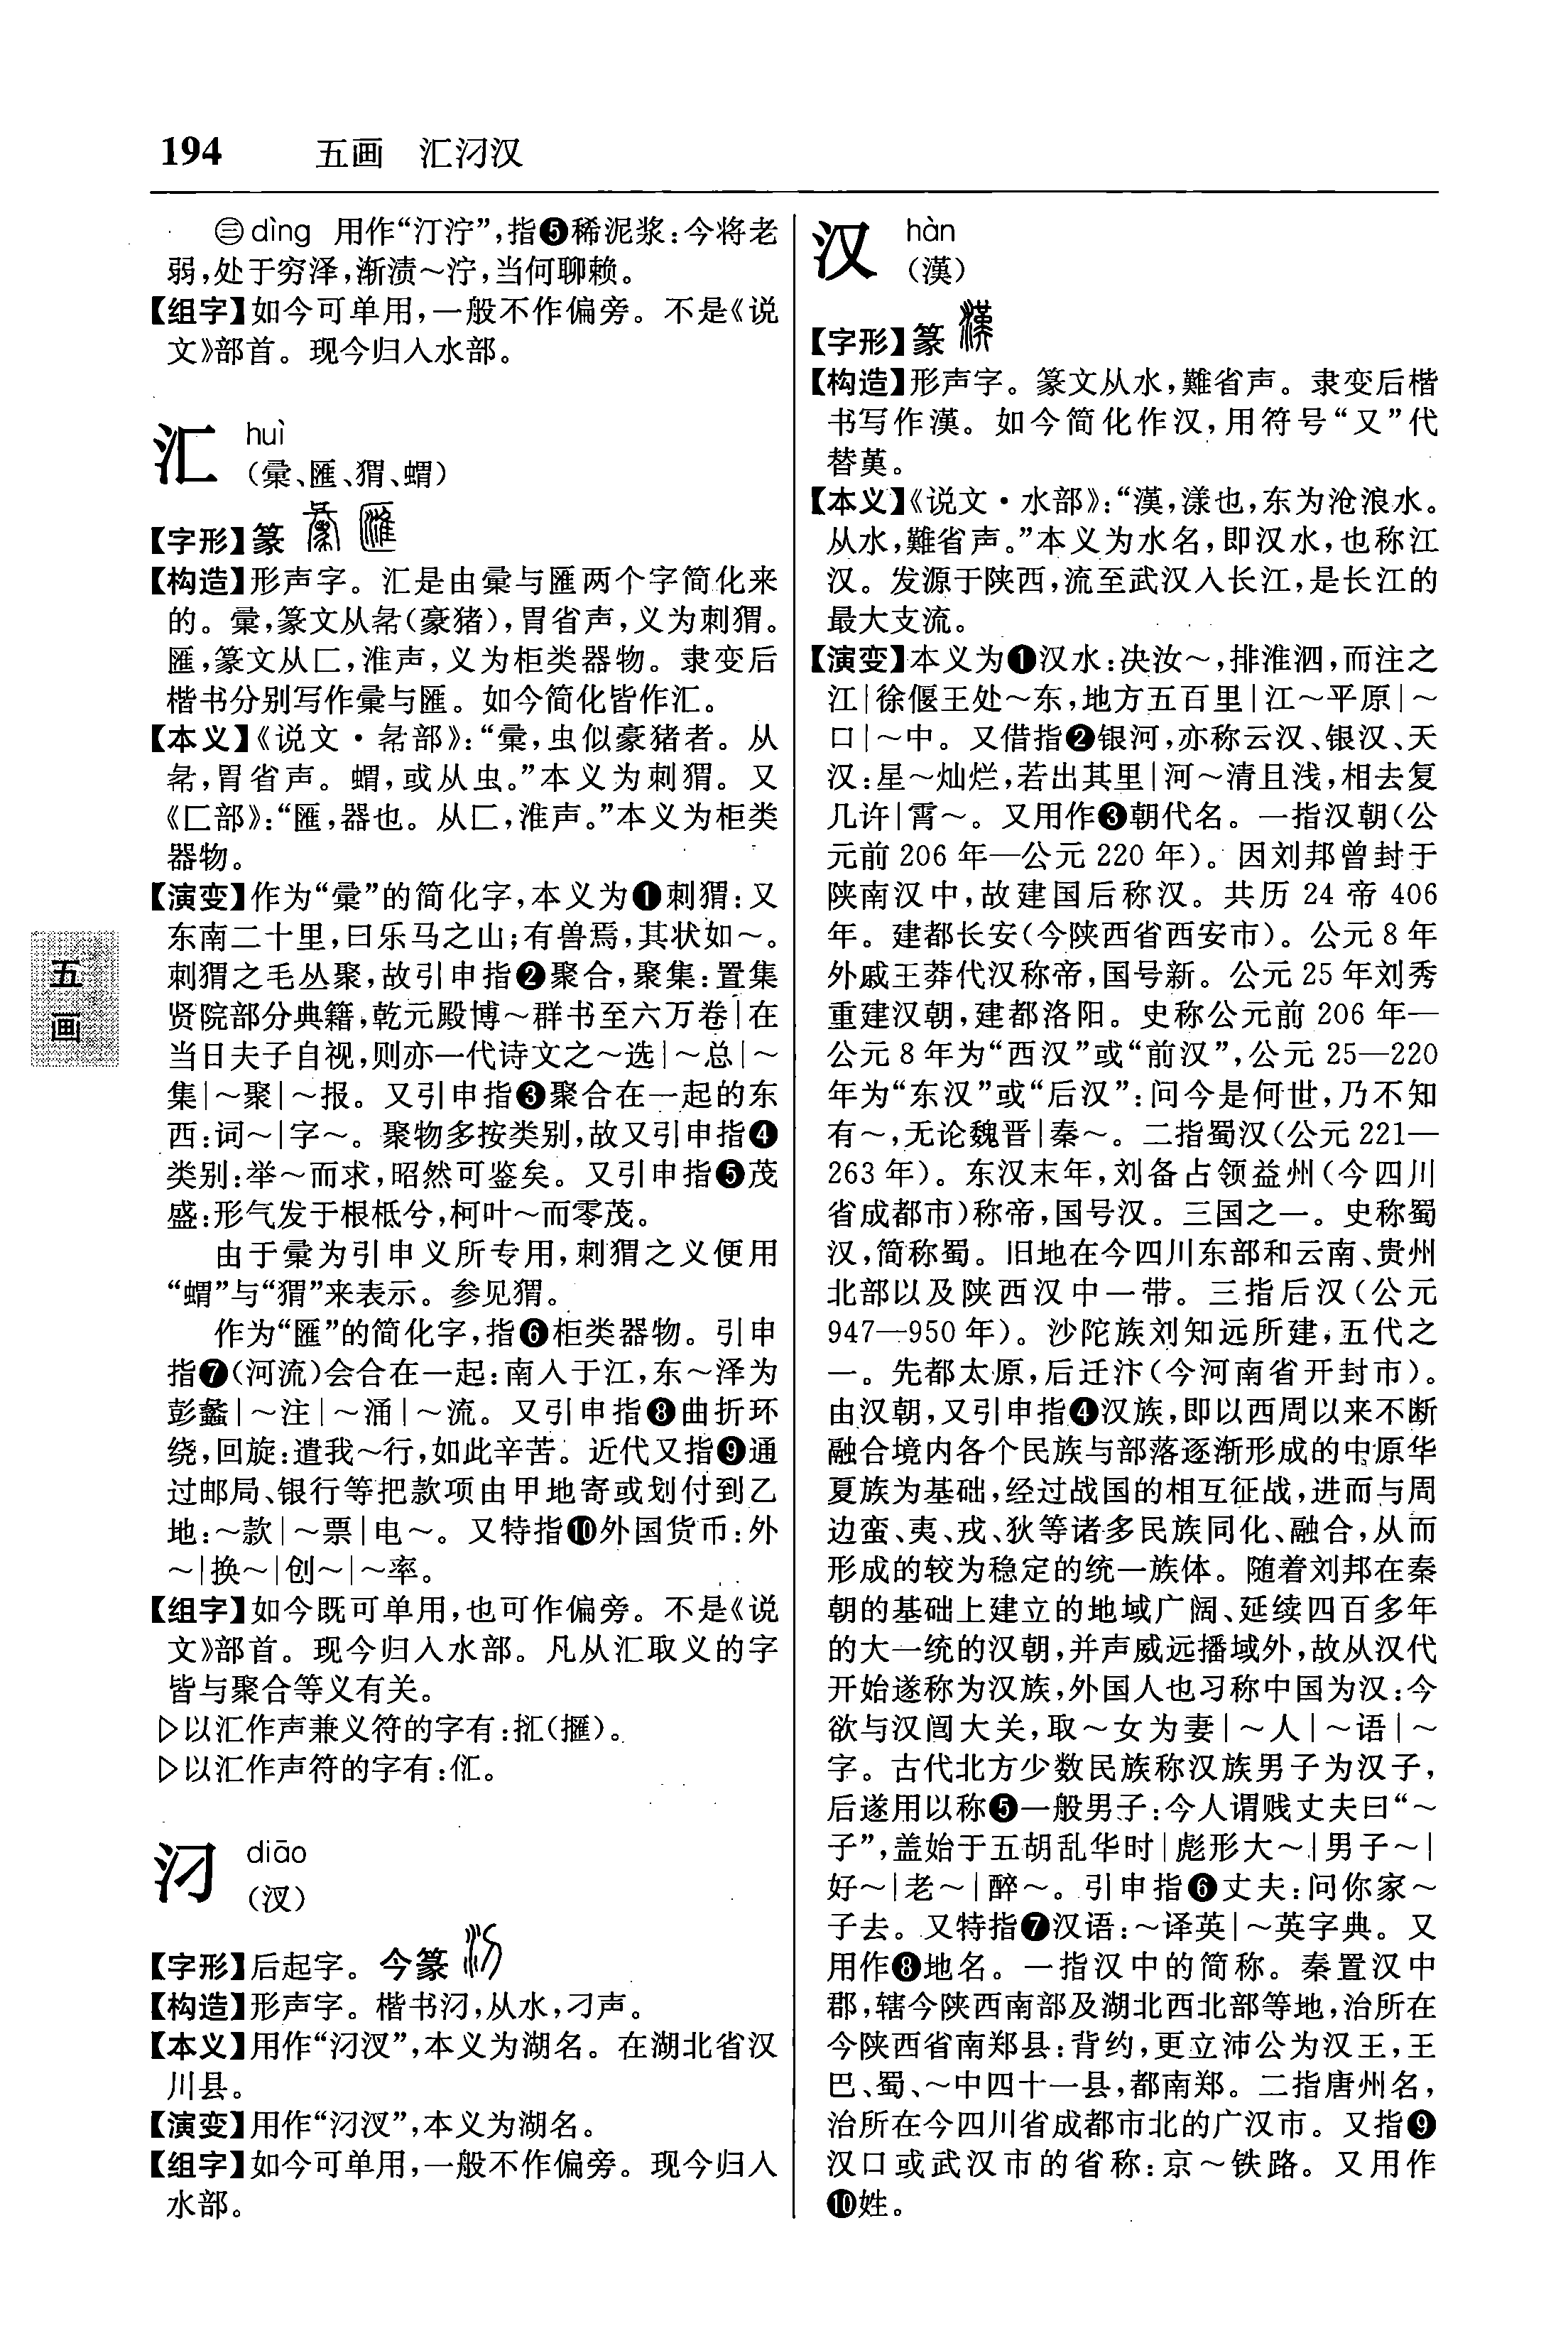 194 五画 汇汈汉
㊂dìng 用作“汀泞”,指❺稀泥浆:今将老
弱,处于穷泽,渐渍～泞,当何聊赖。
【组字】如今可单用,一般不作偏旁。不是《说
文》部首。现今归入水部。
汇 huì
(彙、匯、猬、蝟)
【字形】篆
【构造】形声字。汇是由彙与匯两个字简化来
的。彙,篆文从㣇(豪猪),胃省声,义为刺猬。
匯,篆文从匚,淮声,义为柜类器物。隶变后
楷书分别写作彙与匯。如今简化皆作汇。
【本义】《说文·㣇部》:“彙,虫似豪猪者。从
㣇,胃省声。蝟,或从虫。”本义为刺猬。又
《匚部》:“匯,器也。从匚,淮声。”本义为柜类
器物。
【演变】作为“彙”的简化字,本义为❶刺猬:又
东南二十里,曰乐马之山;有兽焉,其状如～。
刺猬之毛丛聚,故引申指❷聚合,聚集:置集
贤院部分典籍,乾元殿博～群书至六万卷|在
当日夫子自视,则亦一代诗文之～选|～总|～
集|～聚|～报。又引申指❸聚合在一起的东
西:词～|字～。聚物多按类别,故又引申指❹
类别:举～而求,昭然可鉴矣。又引申指❺茂
盛:形气发于根柢兮,柯叶～而零茂。
由于彙为引申义所专用,刺猬之义便用
“蝟”与“猬”来表示。参见猬。
作为“匯”的简化字,指❻柜类器物。引申
指❼(河流)会合在一起:南入于江,东～泽为
彭蠡|～注|～涌|～流。又引申指❽曲折环
绕,回旋:遣我～行,如此辛苦。近代又指❾通
过邮局、银行等把款项由甲地寄或划付到乙
地:～款|～票|电～。又特指❿外国货币:外
～|换～|创～|～率。
【组字】如今既可单用,也可作偏旁。不是《说
文》部首。现今归入水部。凡从汇取义的字
皆与聚合等义有关。
▷以汇作声兼义符的字有:㧟(擓)。
▷以汇作声符的字有:㑮。
汈 diāo
(汊)
【字形】后起字。今篆
【构造】形声字。楷书汈,从水,刁声。
【本义】用作“汈汊”,本义为湖名。在湖北省汉
川县。
【演变】用作“汈汊”,本义为湖名。
【组字】如今可单用,一般不作偏旁。现今归入
水部。
汉 hàn
(漢)
【字形】篆
【构造】形声字。篆文从水,難省声。隶变后楷
书写作漢。如今简化作汉,用符号“又”代
替𦰩。
【本义】《说文·水部》:“漢,漾也,东为沧浪水。
从水,難省声。”本义为水名,即汉水,也称江
汉。发源于陕西,流至武汉入长江,是长江的
最大支流。
【演变】本义为❶汉水:决汝～,排淮泗,而注之
江|徐偃王处～东,地方五百里|江～平原|～
口|～中。又借指❷银河,亦称云汉、银汉、天
汉:星～灿烂,若出其里|河～清且浅,相去复
几许|霄～。又用作❸朝代名。一指汉朝(公
元前 206 年—公元 220 年)。因刘邦曾封于
陕南汉中,故建国后称汉。共历 24 帝 406
年。建都长安(今陕西省西安市)。公元 8 年
外戚王莽代汉称帝,国号新。公元 25 年刘秀
重建汉朝,建都洛阳。史称公元前 206 年—
公元 8 年为“西汉”或“前汉”,公元 25—220
年为“东汉”或“后汉”:问今是何世,乃不知
有～,无论魏晋|秦～。二指蜀汉(公元 221—
263 年)。东汉末年,刘备占领益州(今四川
省成都市)称帝,国号汉。三国之一。史称蜀
汉,简称蜀。旧地在今四川东部和云南、贵州
北部以及陕西汉中一带。三指后汉(公元
947—950 年)。沙陀族刘知远所建,五代之
一。先都太原,后迁汴(今河南省开封市)。
由汉朝,又引申指❹汉族,即以西周以来不断
融合境内各个民族与部落逐渐形成的中原华
夏族为基础,经过战国的相互征战,进而与周
边蛮、夷、戎、狄等诸多民族同化、融合,从而
形成的较为稳定的统一族体。随着刘邦在秦
朝的基础上建立的地域广阔、延续四百多年
的大一统的汉朝,并声威远播域外,故从汉代
开始遂称为汉族,外国人也习称中国为汉:今
欲与汉闿大关,取～女为妻|～人|～语|～
字。古代北方少数民族称汉族男子为汉子,
后遂用以称❺一般男子:今人谓贱丈夫曰“～
子”,盖始于五胡乱华时|彪形大～|男子～|
好～|老～|醉～。引申指❻丈夫:问你家～
子去。又特指❼汉语:～译英|～英字典。又
用作❽地名。一指汉中的简称。秦置汉中
郡,辖今陕西南部及湖北西北部等地,治所在
今陕西省南郑县:背约,更立沛公为汉王,王
巴、蜀、～中四十一县,都南郑。二指唐州名,
治所在今四川省成都市北的广汉市。又指❾
汉口或武汉市的省称:京～铁路。又用作
❿姓。
五
画